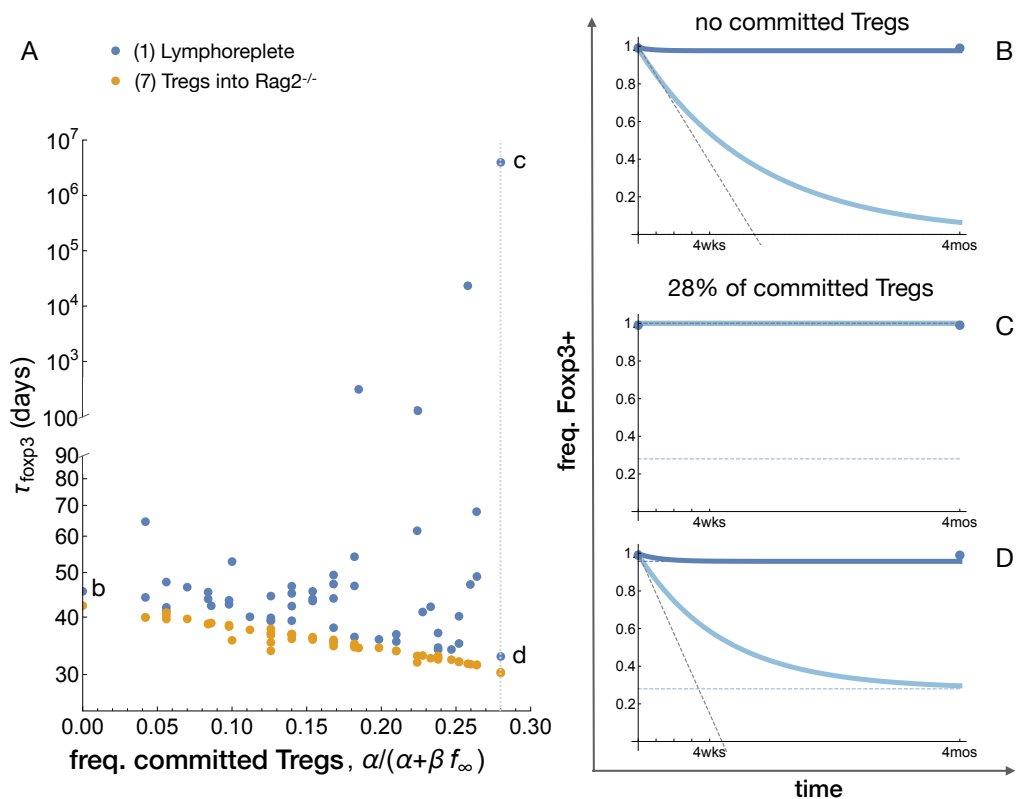 A
(1) Lymphoreplete
(7) Tregs into Rag2-/-
10^7
10^6
10^5
10^4
10^3
100
90
80
70
60
50
40
30
τfoxp3 (days)
b
c
d
0.00
0.05
0.10
0.15
0.20
0.25
0.30
freq. committed Tregs, α/(α+β f∞)
freq. Foxp3+
no committed Tregs
B
1
0.8
0.6
0.4
0.2
4wks
4mos
28% of committed Tregs
C
1
0.8
0.6
0.4
0.2
4wks
4mos
D
1
0.8
0.6
0.4
0.2
4wks
4mos
time